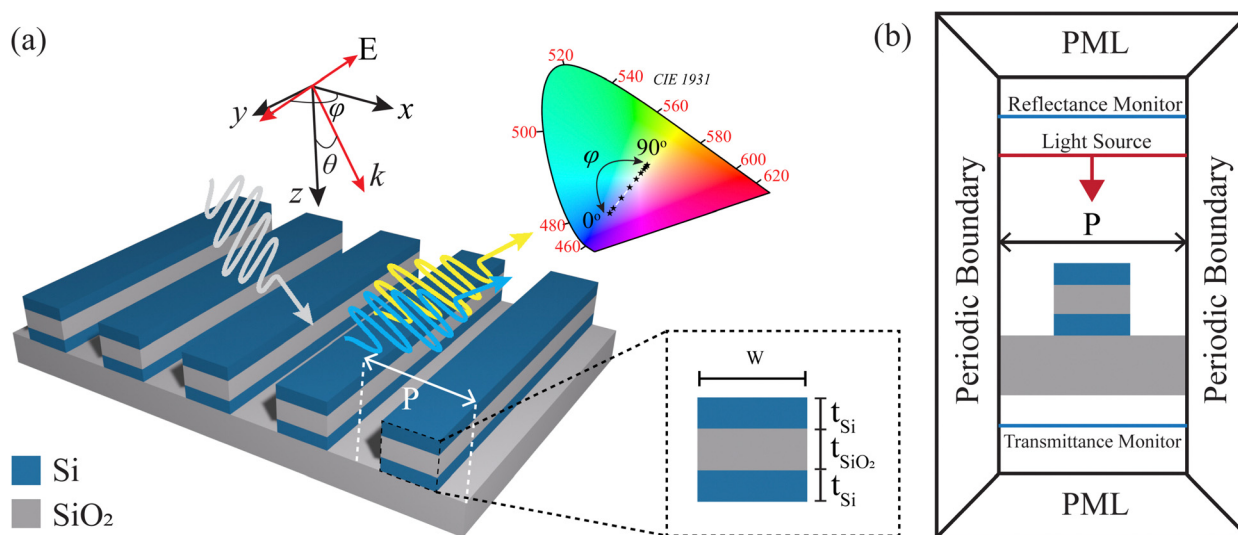 (a)
E
y
φ
x
θ
z
k
P
Si
SiO₂
CIE 1931
520
540
560
580
600
620
500
480
460
φ
90°
0°
W
t_Si
t_SiO₂
t_Si
(b)
PML
Reflectance Monitor
Light Source
P
Periodic Boundary
Periodic Boundary
Transmittance Monitor
PML